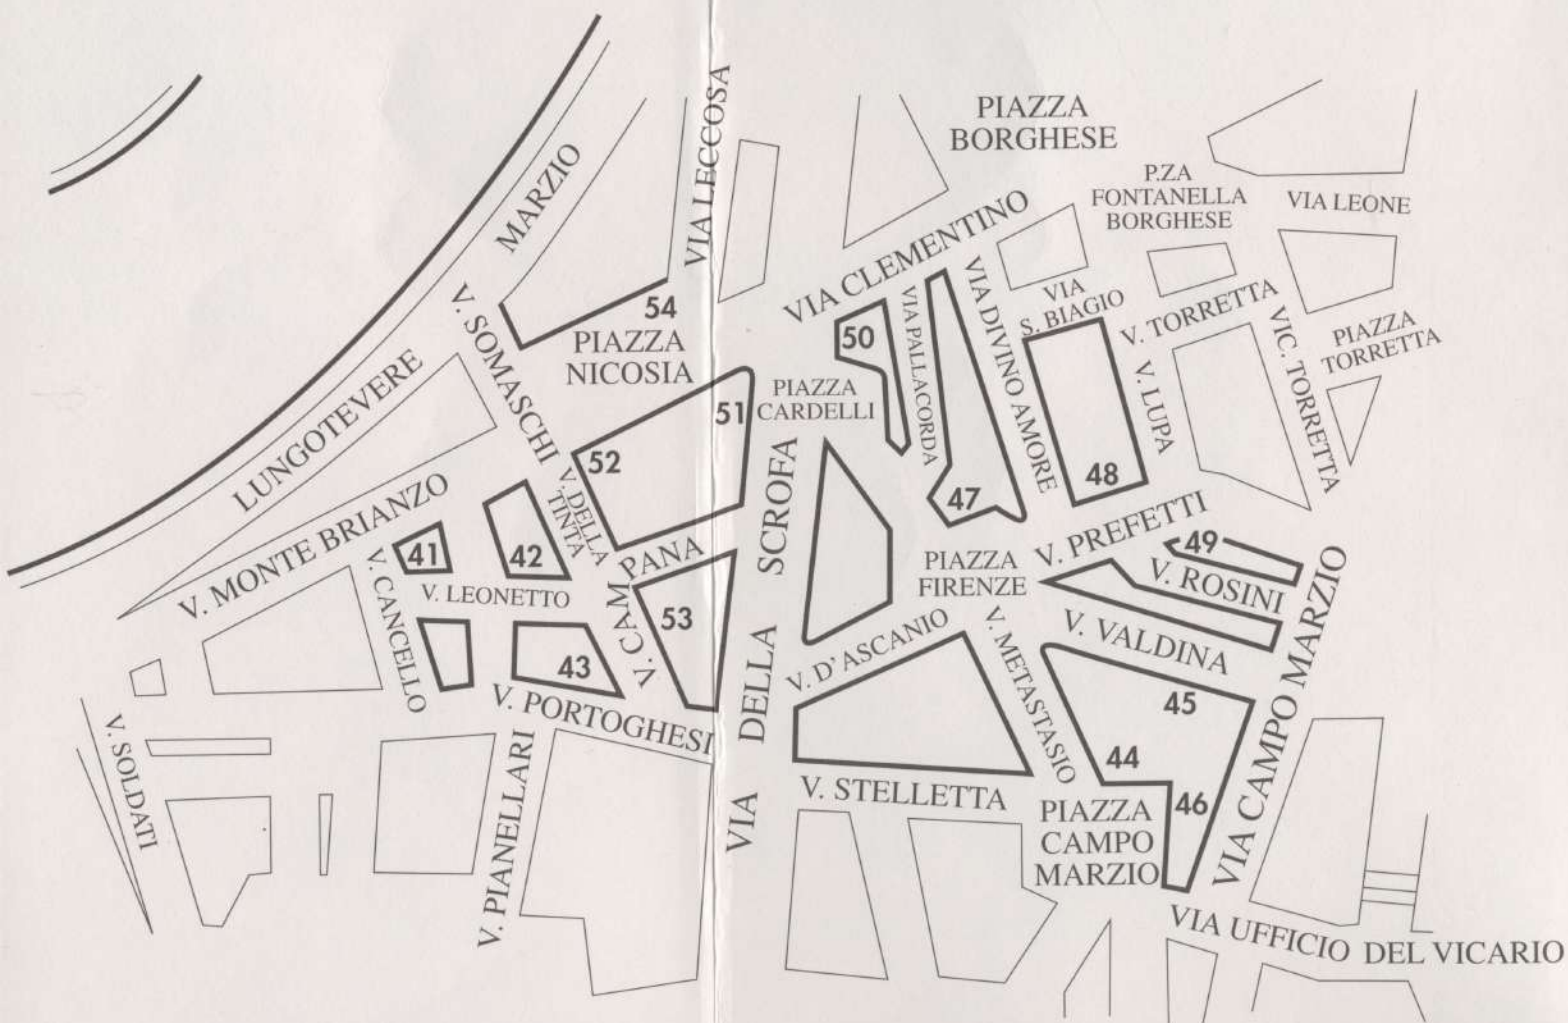 PIAZZA
BORGHESE
P.ZA
FONTANELLA
BORGHESE
VIA LEONE
MARZIO
VIA LECCOSA
VIA CLEMENTINO
54
PIAZZA
NICOSIA
V. SOMASCHI
LUNGOTEVERE
50
VIA PALLACORDA
VIA DIVINO AMORE
VIA
S. BIAGIO
V. TORRETTA
VIC. TORRETTA
PIAZZA
TORRETTA
V. LUPA
PIAZZA
CARDELLI
51
52
V. DELLA
TINTA
47
48
V. MONTE BRIANZO
41
42
V. CANCELLO
V. LEONETTO
V. CAMPANA
53
VIA DELLA SCROFA
PIAZZA
FIRENZE
V. PREFETTI
49
V. ROSINI
V. VALDINA
V. D'ASCANIO
V. METASTASIO
VIA CAMPO MARZIO
43
V. PORTOGHESI
45
44
46
V. SOLDATI
V. PIANELLARI
V. STELLETTA
PIAZZA
CAMPO
MARZIO
VIA UFFICIO DEL VICARIO